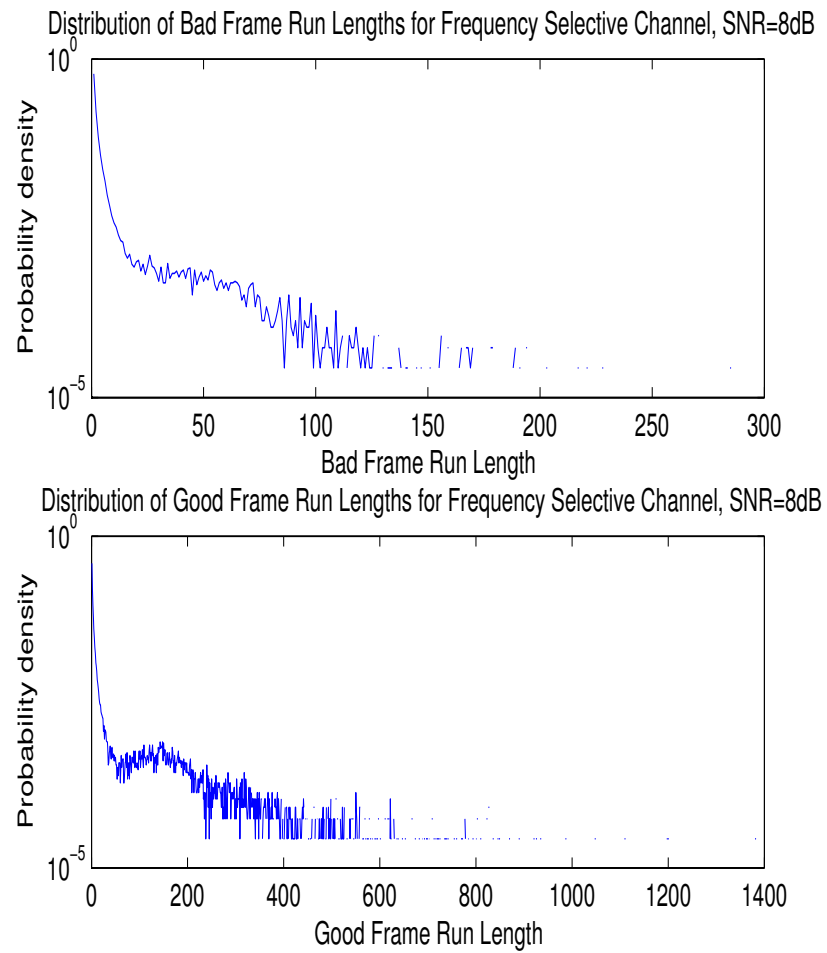 Distribution of Bad Frame Run Lengths for Frequency Selective Channel, SNR=8dB
10^0
Probability density
10^-5
0 50 100 150 200 250 300
Bad Frame Run Length
Distribution of Good Frame Run Lengths for Frequency Selective Channel, SNR=8dB
10^0
Probability density
10^-5
0 200 400 600 800 1000 1200 1400
Good Frame Run Length